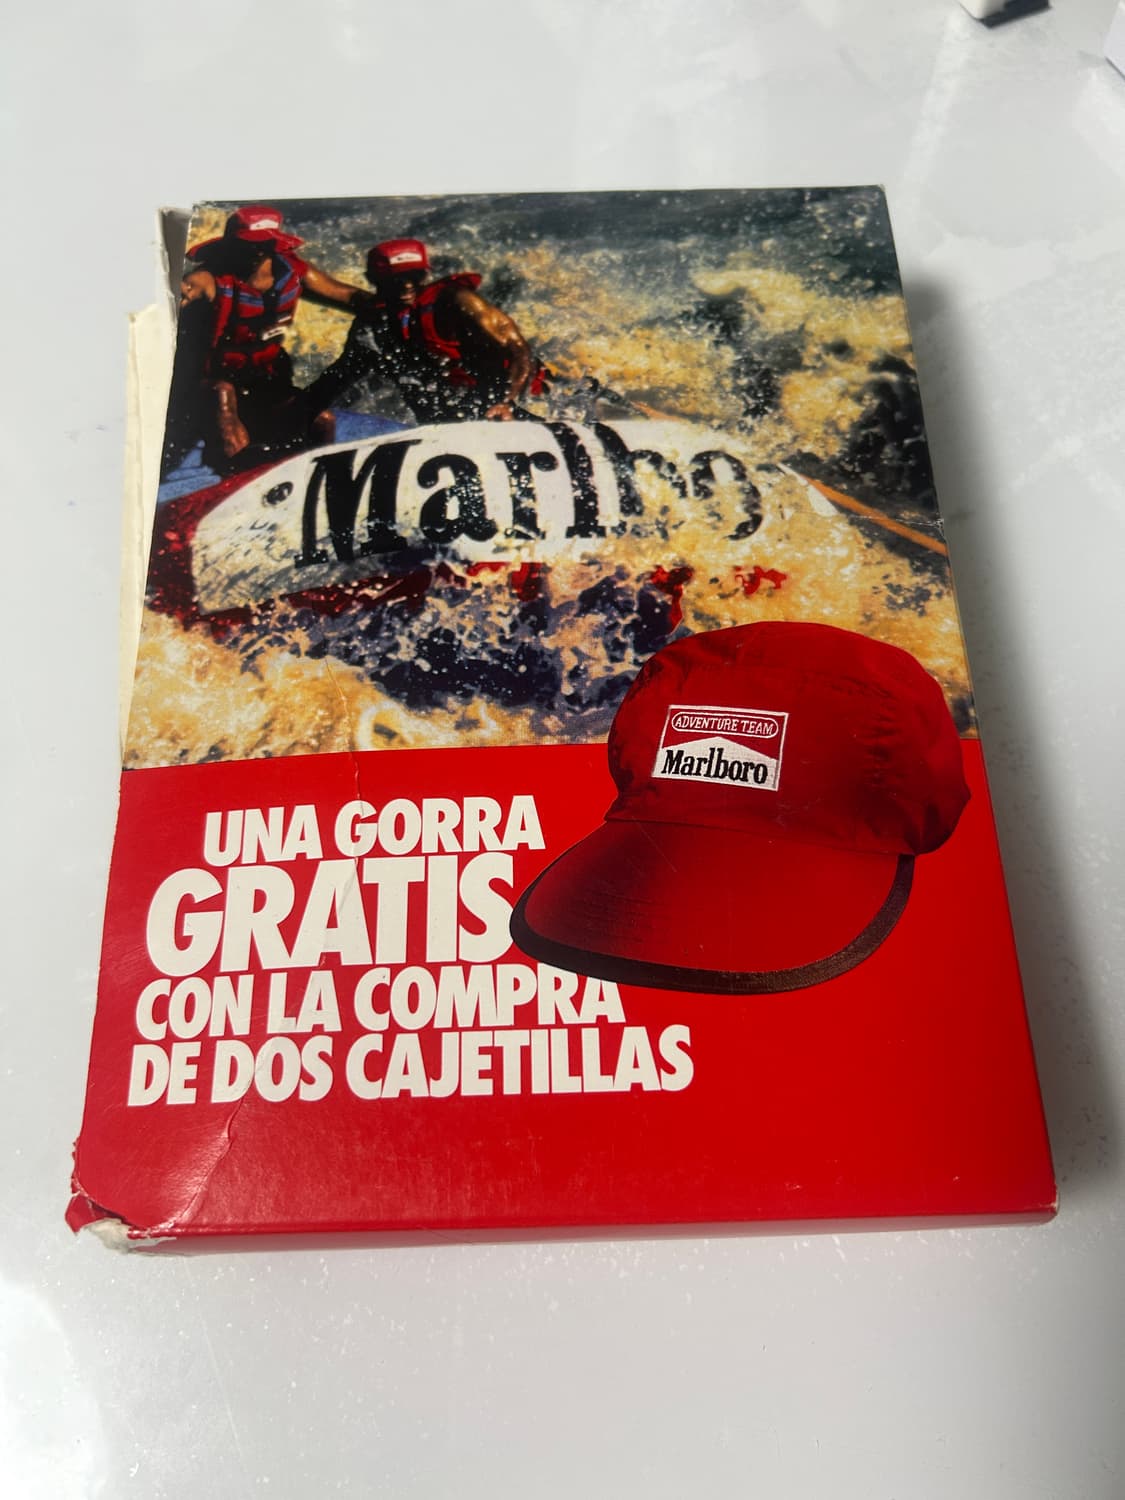 Marlboro
ADVENTURE TEAM
Marlboro
UNA GORRA
GRATIS
CON LA COMPRA
DE DOS CAJETILLAS